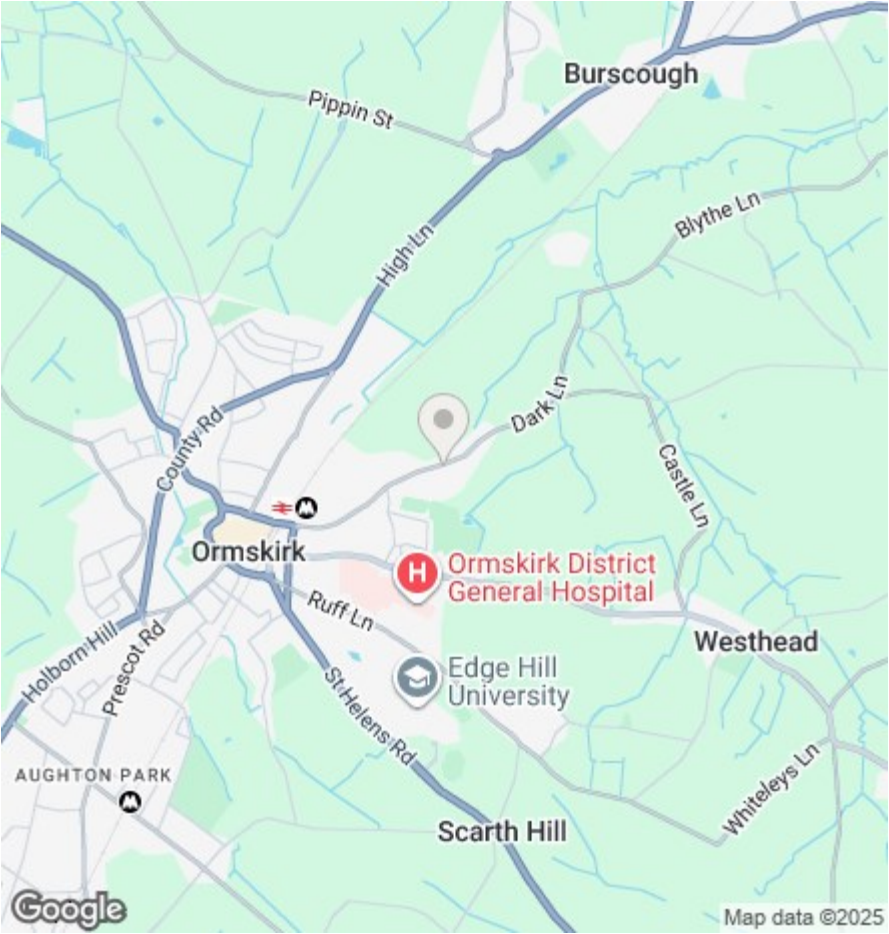 Burscough
Pippin St
Blythe Ln
High Ln
Dark Ln
County Rd
Castle Ln
Ormskirk
H
Ormskirk District
General Hospital
Ruff Ln
Westhead
Holborn Hill
Prescot Rd
Edge Hill
University
St Helens Rd
AUGHTON PARK
Whiteleys Ln
Scarth Hill
Google
Map data ©2025